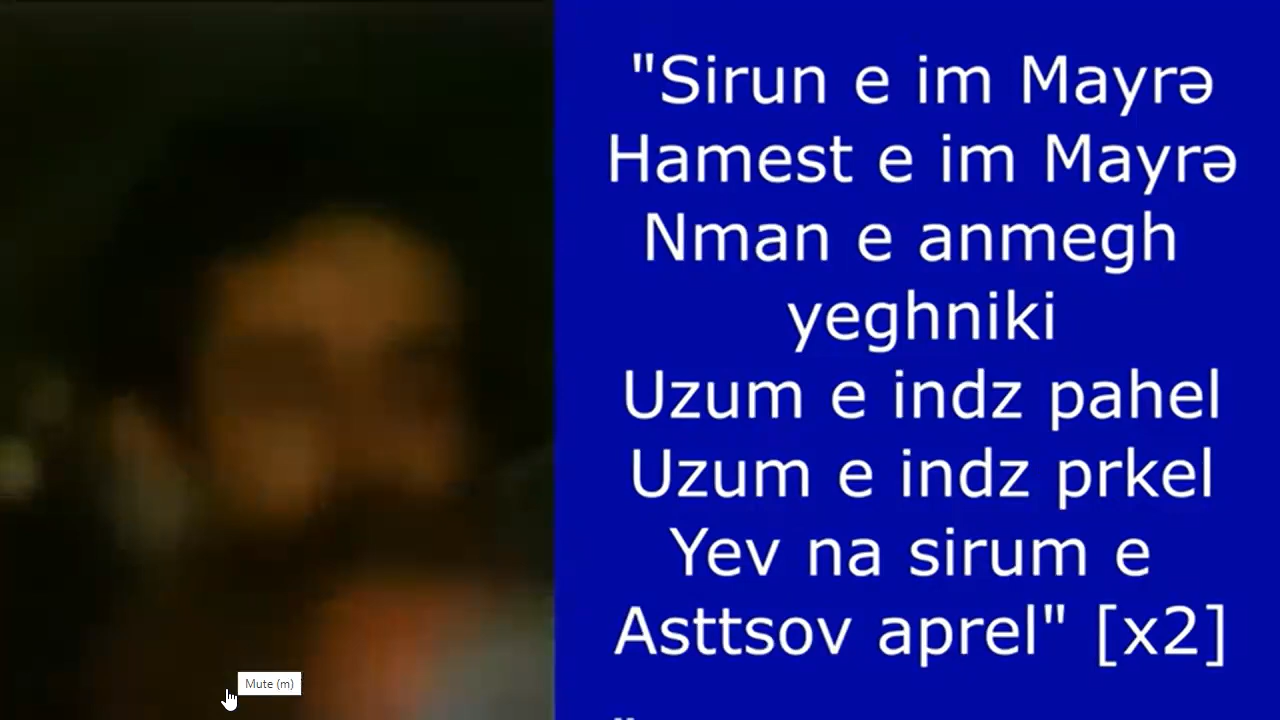 "Sirun e im Mayrə
Hamest e im Mayrə
Nman e anmegh
yeghniki
Uzum e indz pahel
Uzum e indz prkel
Yev na sirum e
Asttsov aprel" [x2]
"
Mute (m)